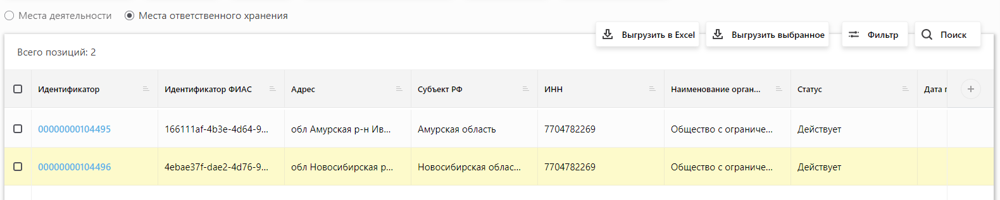 Места деятельности Места ответственного хранения
Выгрузить в Excel Выгрузить выбранное Фильтр Поиск
Всего позиций: 2
Идентификатор Идентификатор ФИАС Адрес Субъект РФ ИНН Наименование орган... Статус Дата г
00000000104495 166111af-4b3e-4d64-9... обл Амурская р-н Ив... Амурская область 7704782269 Общество с ограниче... Действует
00000000104496 4ebae37f-dae2-4d76-9... обл Новосибирская р... Новосибирская облас... 7704782269 Общество с ограниче... Действует